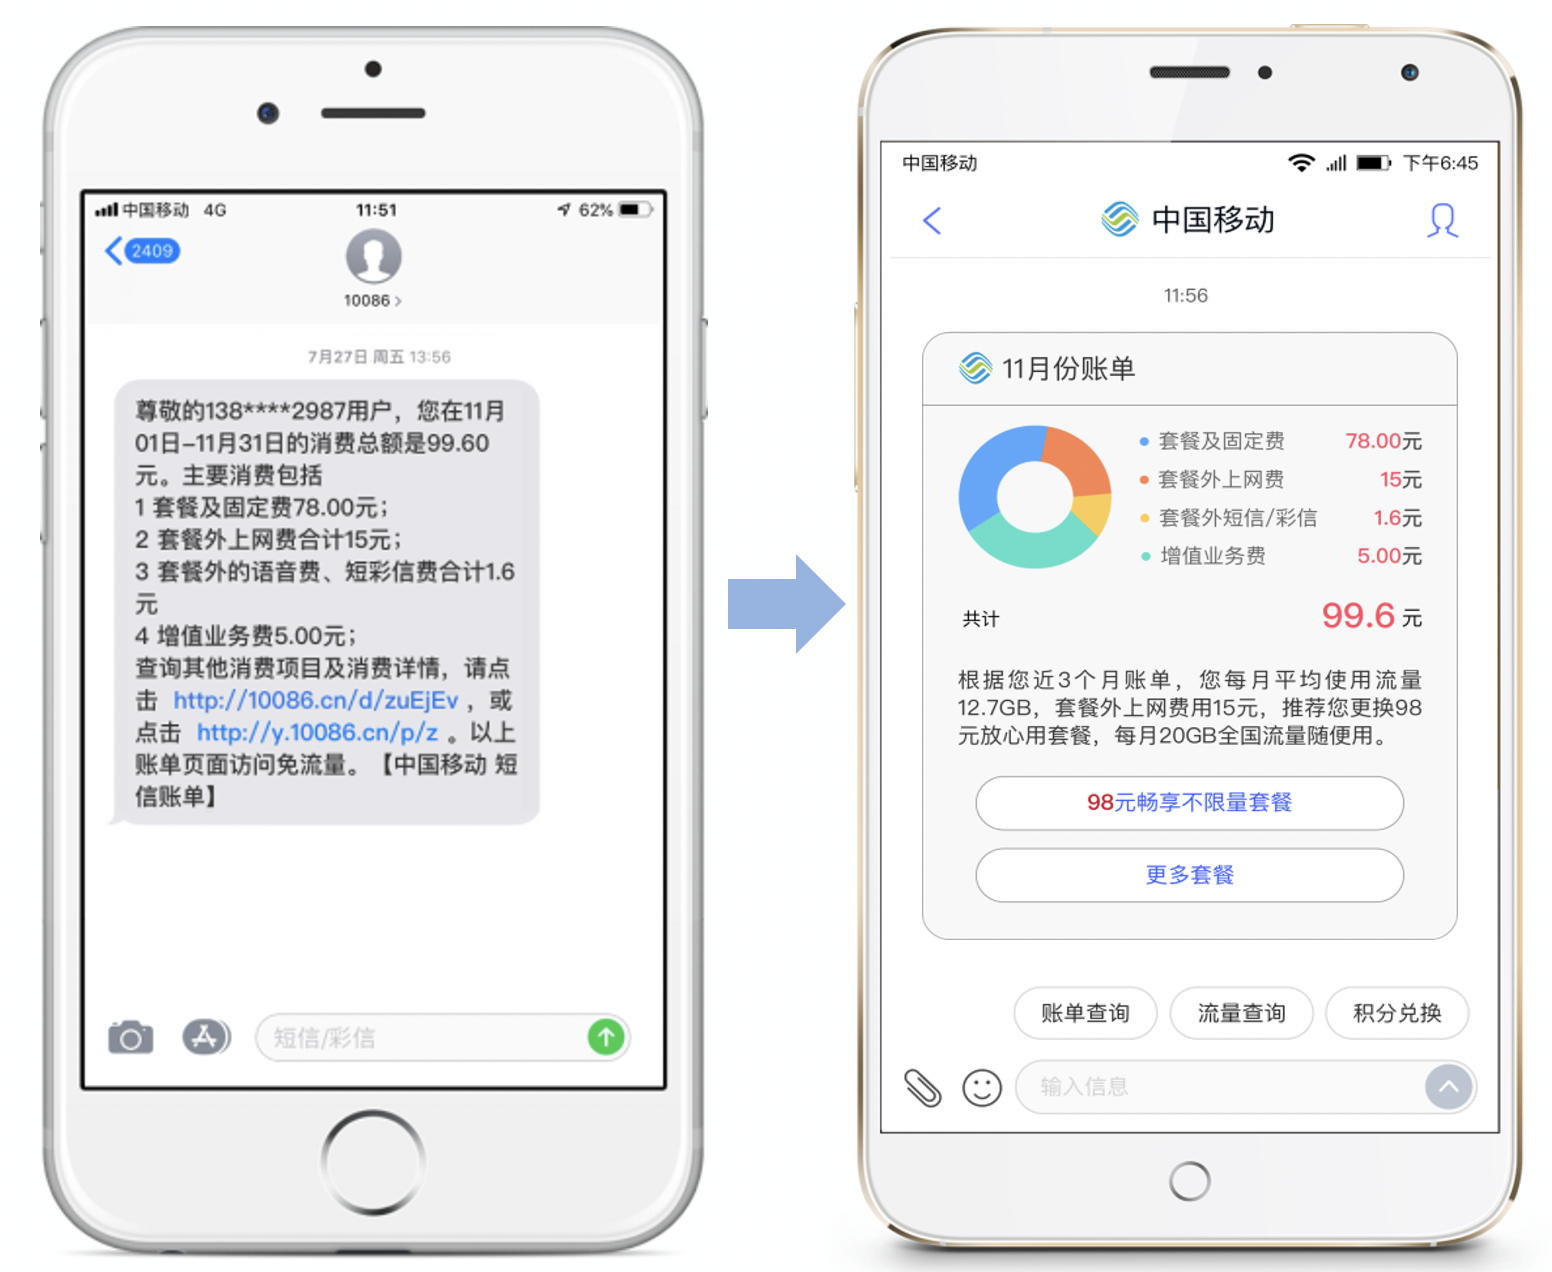 中国移动 4G
11:51
62%
2409
10086 >
7月27日 周五 13:56
尊敬的138****2987用户，您在11月
01日-11月31日的消费总额是99.60
元。主要消费包括
1 套餐及固定费78.00元；
2 套餐外上网费合计15元；
3 套餐外的语音费、短彩信费合计1.6
元
4 增值业务费5.00元；
查询其他消费项目及消费详情，请点
击 http://10086.cn/d/zuEjEv ，或
点击 http://y.10086.cn/p/z 。以上
账单页面访问免流量。【中国移动 短
信账单】
短信/彩信
中国移动
下午6:45
中国移动
11:56
11月份账单
套餐及固定费 78.00元
套餐外上网费 15元
套餐外短信/彩信 1.6元
增值业务费 5.00元
共计 99.6 元
根据您近3个月账单，您每月平均使用流量
12.7GB，套餐外上网费用15元，推荐您更换98
元放心用套餐，每月20GB全国流量随便用。
98元畅享不限量套餐
更多套餐
账单查询
流量查询
积分兑换
输入信息